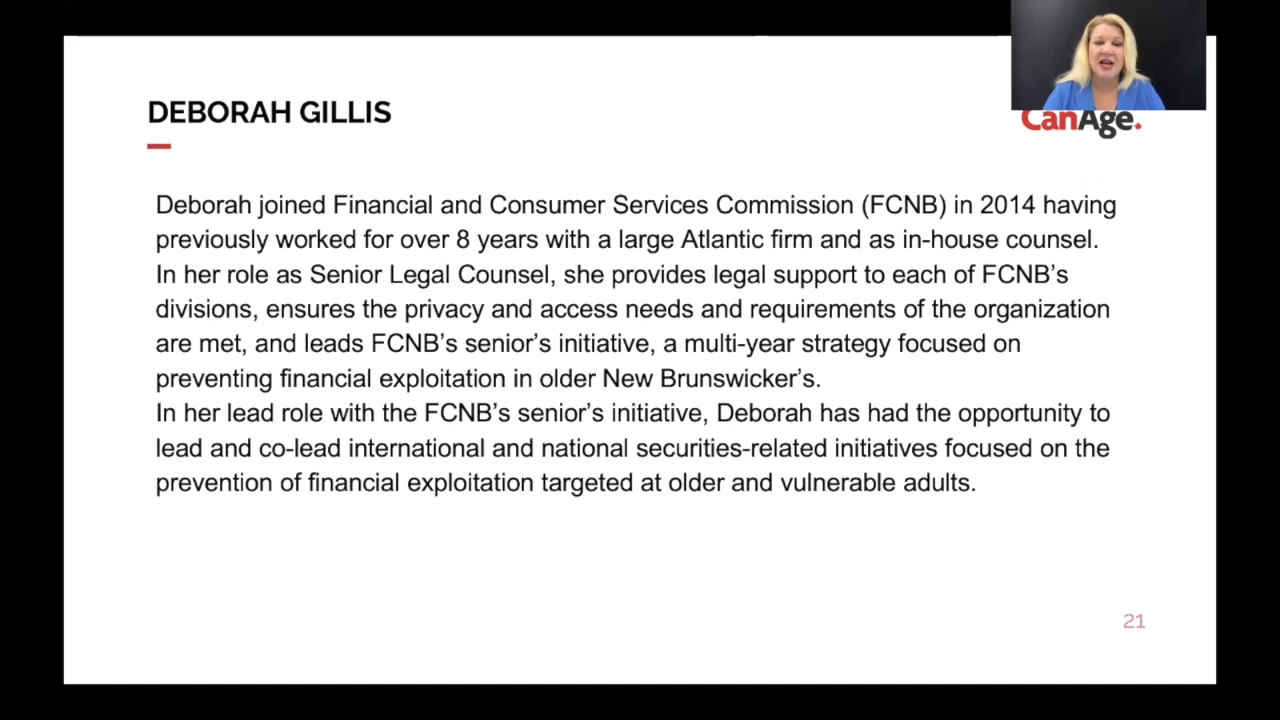 DEBORAH GILLIS
CanAge.
Deborah joined Financial and Consumer Services Commission (FCNB) in 2014 having
previously worked for over 8 years with a large Atlantic firm and as in-house counsel.
In her role as Senior Legal Counsel, she provides legal support to each of FCNB’s
divisions, ensures the privacy and access needs and requirements of the organization
are met, and leads FCNB’s senior’s initiative, a multi-year strategy focused on
preventing financial exploitation in older New Brunswicker’s.
In her lead role with the FCNB’s senior’s initiative, Deborah has had the opportunity to
lead and co-lead international and national securities-related initiatives focused on the
prevention of financial exploitation targeted at older and vulnerable adults.
21